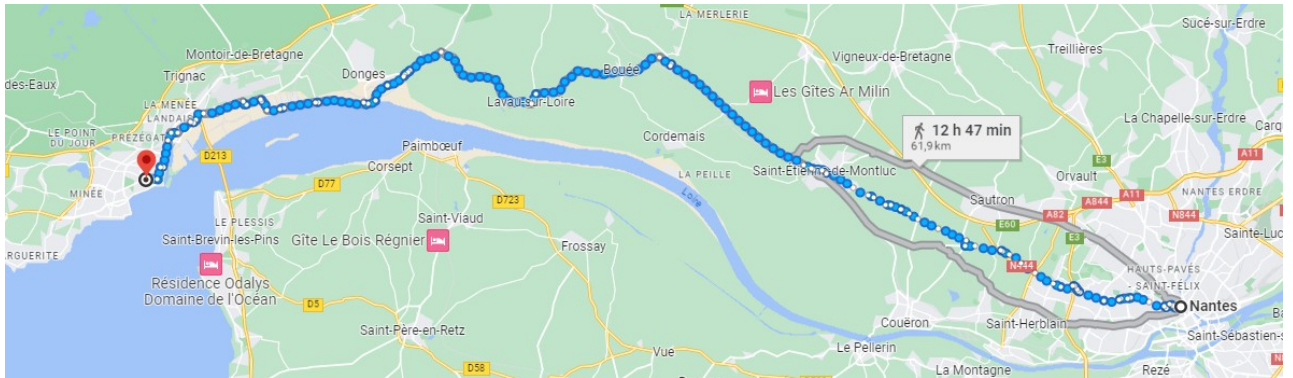 LA MERLERIE
Sucé-sur-Erdre
Montoir-de-Bretagne
Vigneux-de-Bretagne
Treillières
des-Eaux
Trignac
Donges
Bouée
Les Gîtes Ar Milin
LA MENÉE
LANDAIS
Lavau-sur-Loire
La Chapelle-sur-Erdre
LE POINT
DU JOUR
PRÉZÉGAT
Cordemais
12 h 47 min
61,9 km
Carq
D213
Paimbœuf
A11
E3
Corsept
Saint-Étienne-de-Montluc
LA PEILLE
Orvault
MINÉE
D77
A844
A11
NANTES ERDRE
D723
Loire
Sautron
A82
N844
LE PLESSIS
Saint-Viaud
E60
Sainte-Luc
Saint-Brevin-les-Pins
Gîte Le Bois Régnier
Frossay
E3
RGUERITE
N444
HAUTS-PAVÉS
- SAINT-FÉLIX
Résidence Odalys
Domaine de l'Océan
D5
Nantes
Ba
Saint-Père-en-Retz
Couëron
Saint-Herblain
Saint-Sébastien-s
Vue
Le Pellerin
D58
La Montagne
Rezé